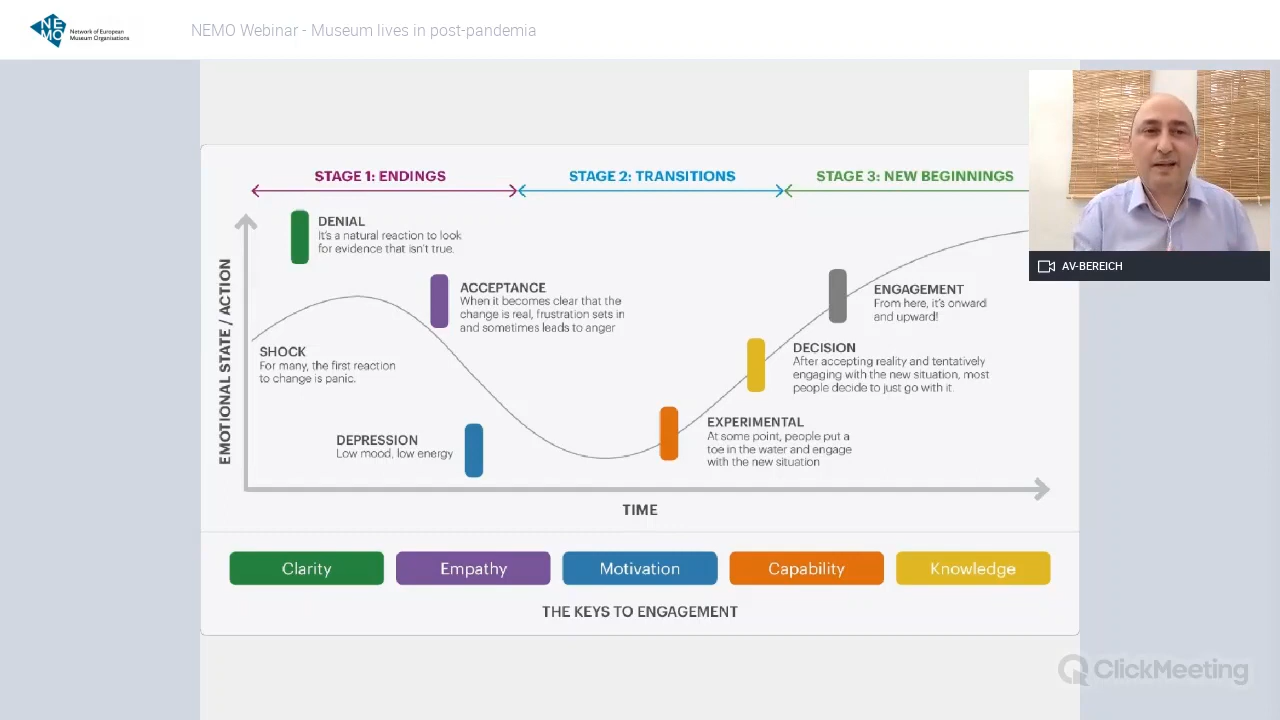 NEMO
Network of European
Museum Organisations
NEMO Webinar - Museum lives in post-pandemia
AV-BEREICH
STAGE 1: ENDINGS
STAGE 2: TRANSITIONS
STAGE 3: NEW BEGINNINGS
EMOTIONAL STATE / ACTION
DENIAL
It's a natural reaction to look
for evidence that isn't true.
ACCEPTANCE
When it becomes clear that the
change is real, frustration sets in
and sometimes leads to anger
SHOCK
For many, the first reaction
to change is panic.
DEPRESSION
Low mood, low energy
ENGAGEMENT
From here, it's onward
and upward!
DECISION
After accepting reality and tentatively
engaging with the new situation, most
people decide to just go with it.
EXPERIMENTAL
At some point, people put a
toe in the water and engage
with the new situation
TIME
Clarity
Empathy
Motivation
Capability
Knowledge
THE KEYS TO ENGAGEMENT
ClickMeeting